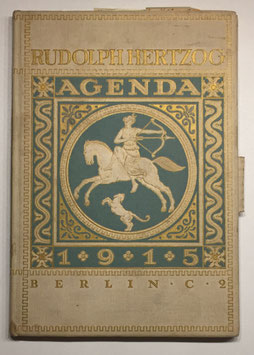 RUDOLPH HERTZOG
AGENDA
1·9·1·5
BERLIN·C·2